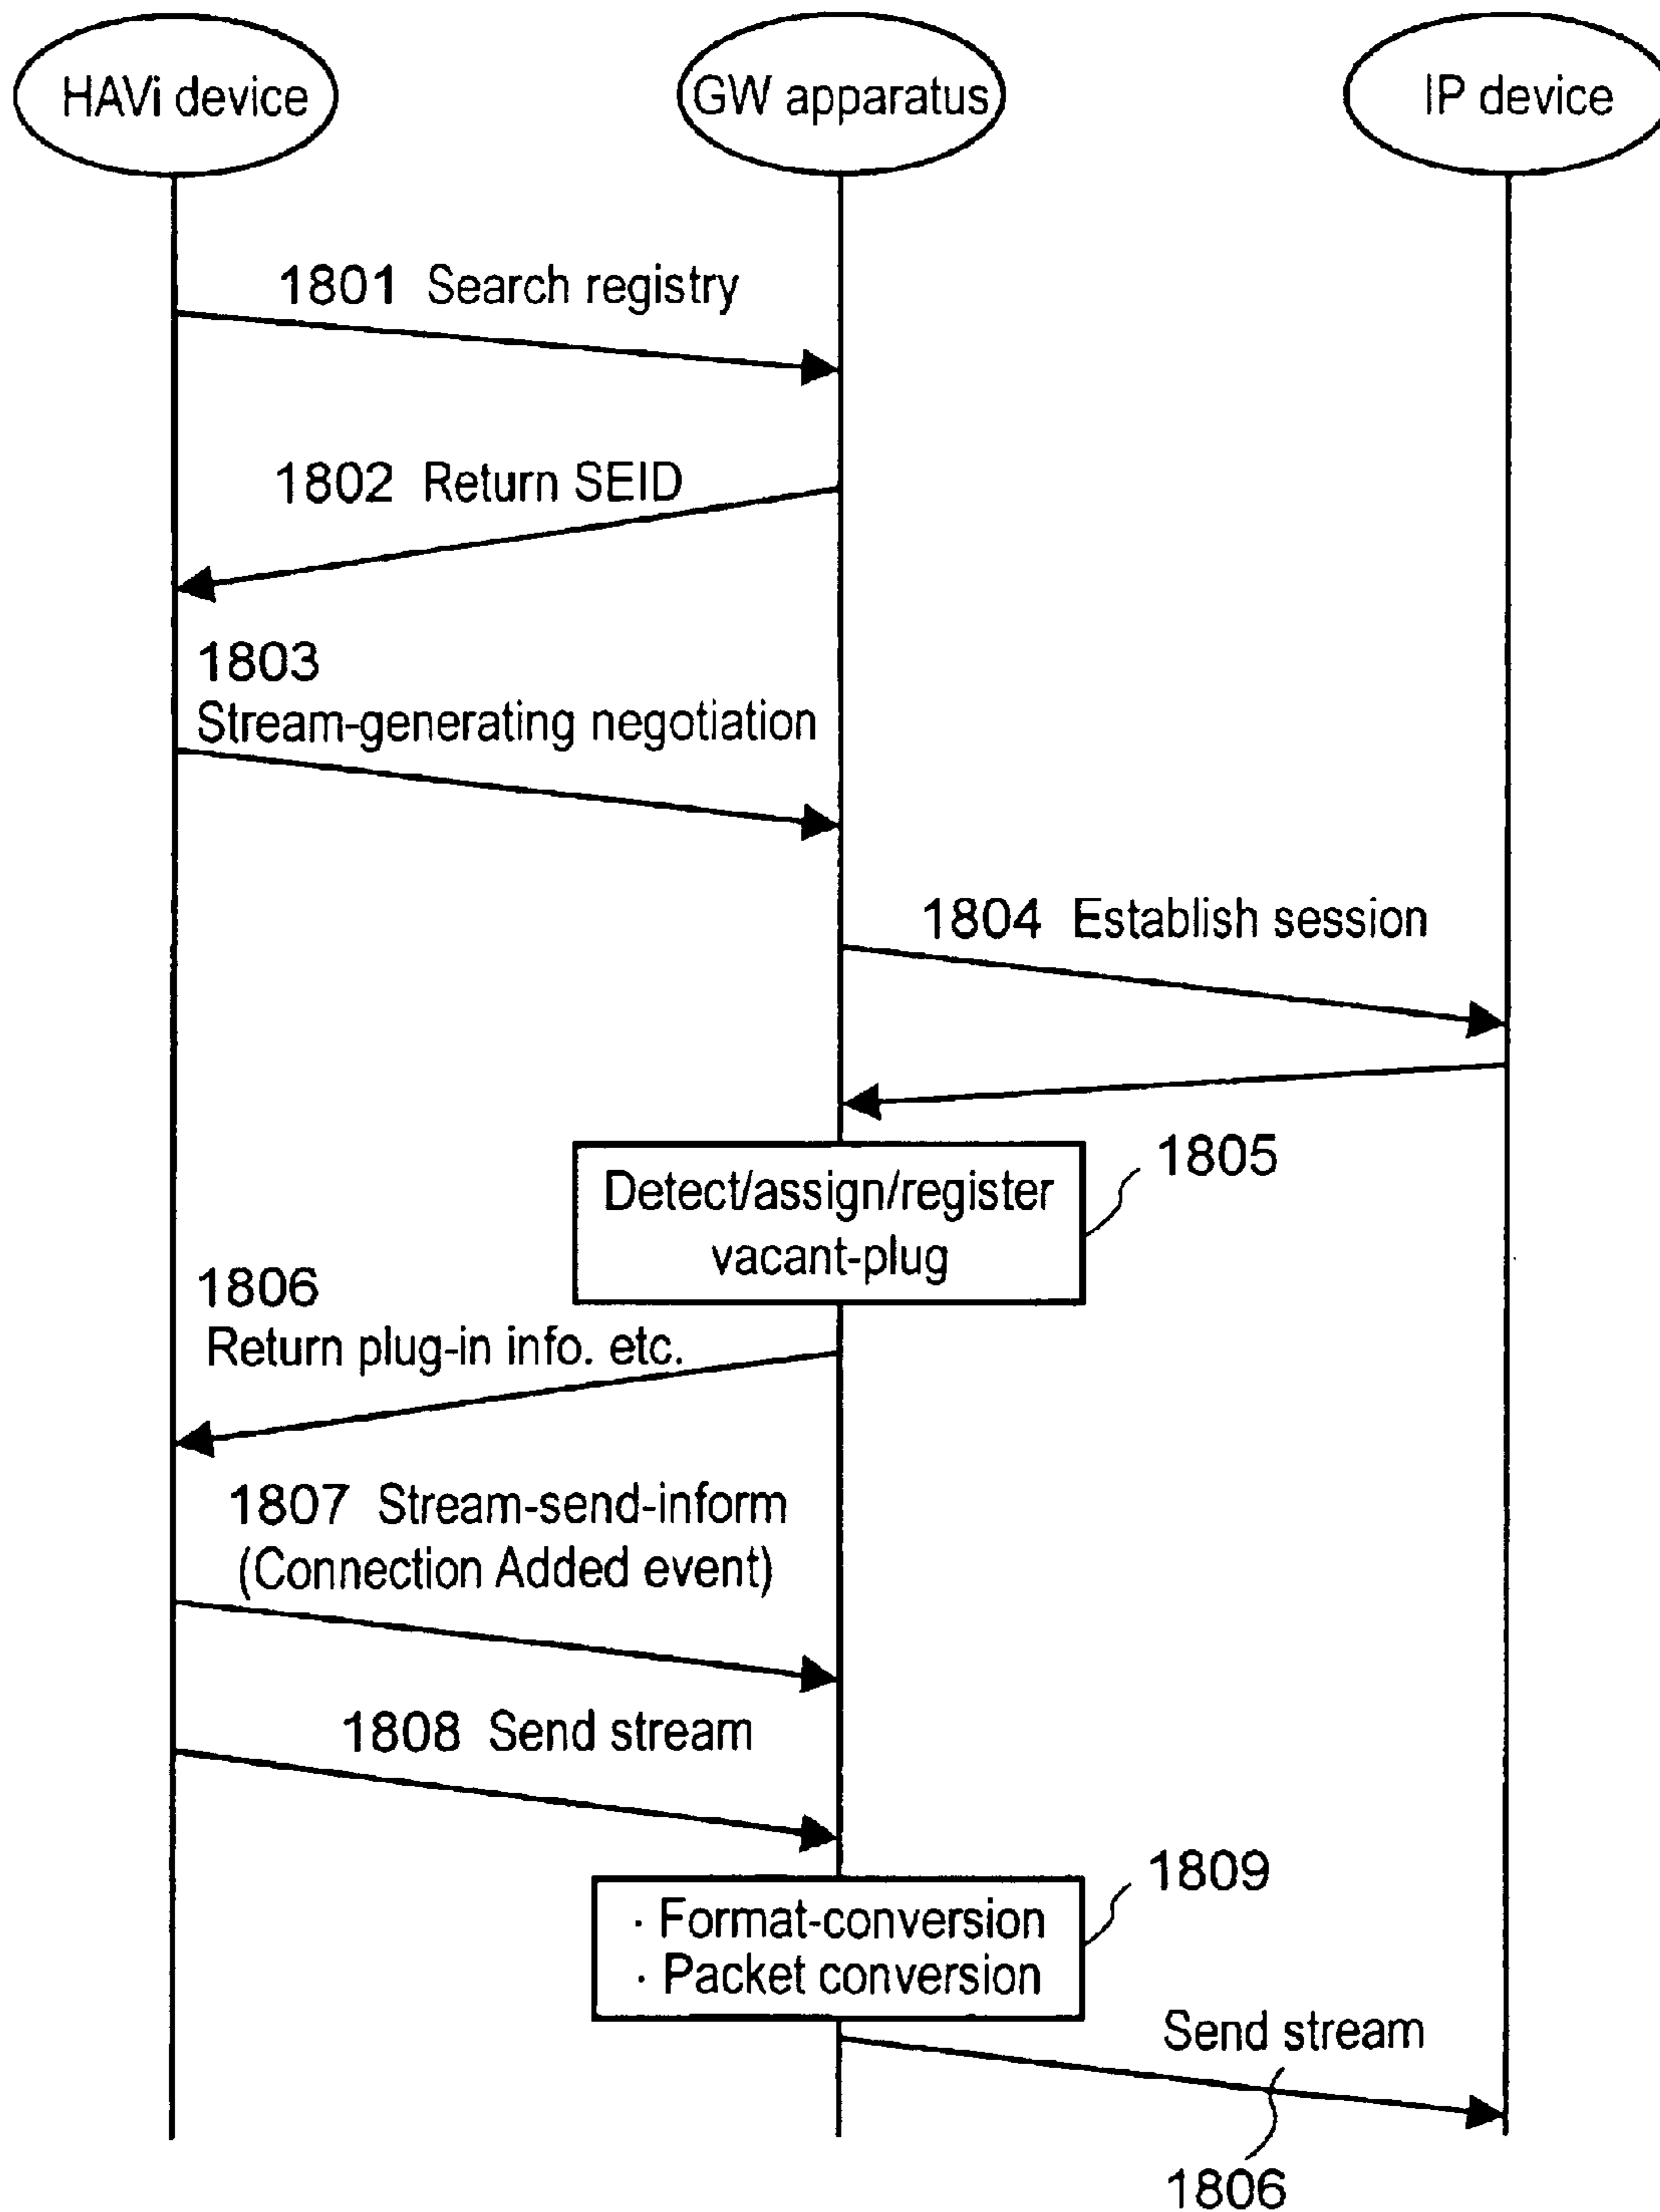 HAVi device
GW apparatus
IP device
1801 Search registry
1802 Return SEID
1803
Stream-generating negotiation
1804 Establish session
Detect/assign/register
vacant-plug
1805
1806
Return plug-in info. etc.
1807 Stream-send-inform
(Connection Added event)
1808 Send stream
1809
· Format-conversion
· Packet conversion
Send stream
1806